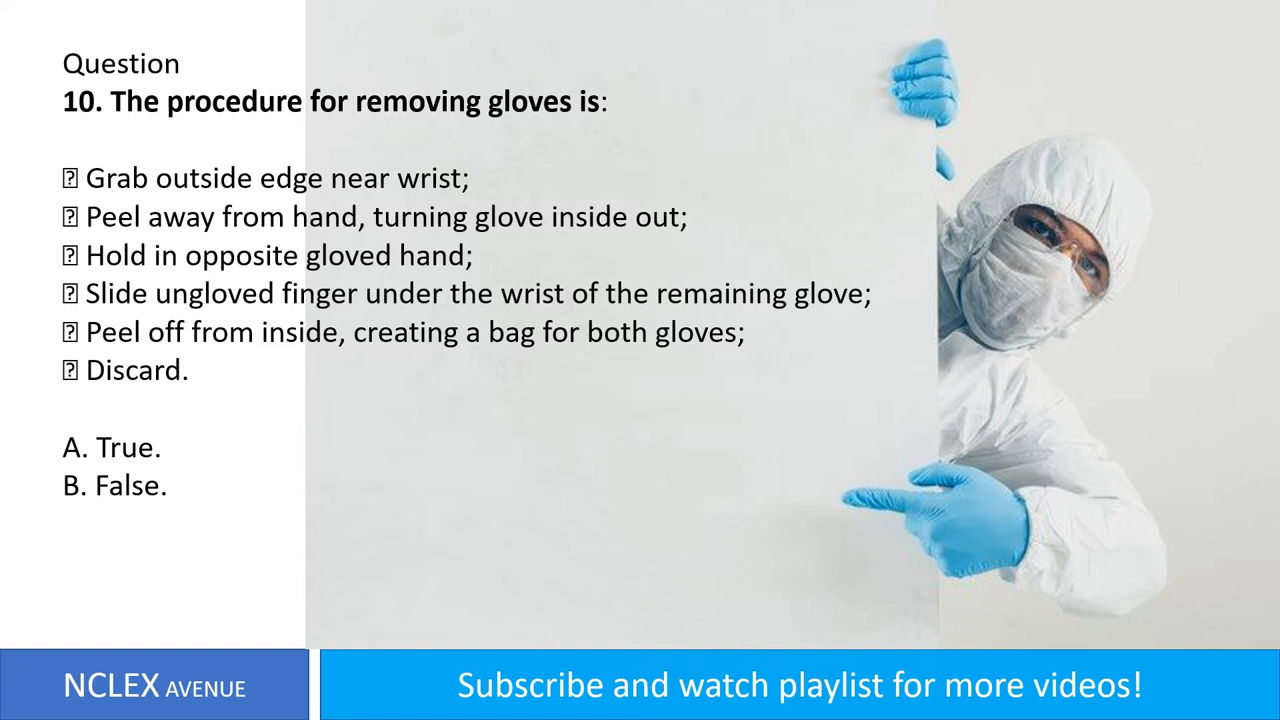 Question
10. The procedure for removing gloves is:
⍰ Grab outside edge near wrist;
⍰ Peel away from hand, turning glove inside out;
⍰ Hold in opposite gloved hand;
⍰ Slide ungloved finger under the wrist of the remaining glove;
⍰ Peel off from inside, creating a bag for both gloves;
⍰ Discard.
A. True.
B. False.
NCLEX AVENUE
Subscribe and watch playlist for more videos!